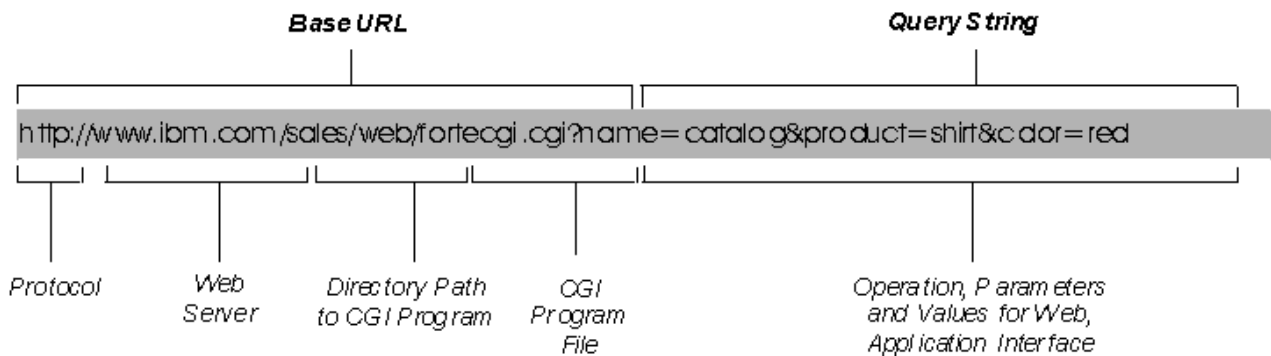 Base URL
Query String
http://www.ibm.com/sales/web/fortecgi.cgi?name=catalog&product=shirt&color=red
Protocol
Web
Server
Directory Path
to CGI Program
CGI
Program
File
Operation, Parameters
and Values for Web,
Application Interface